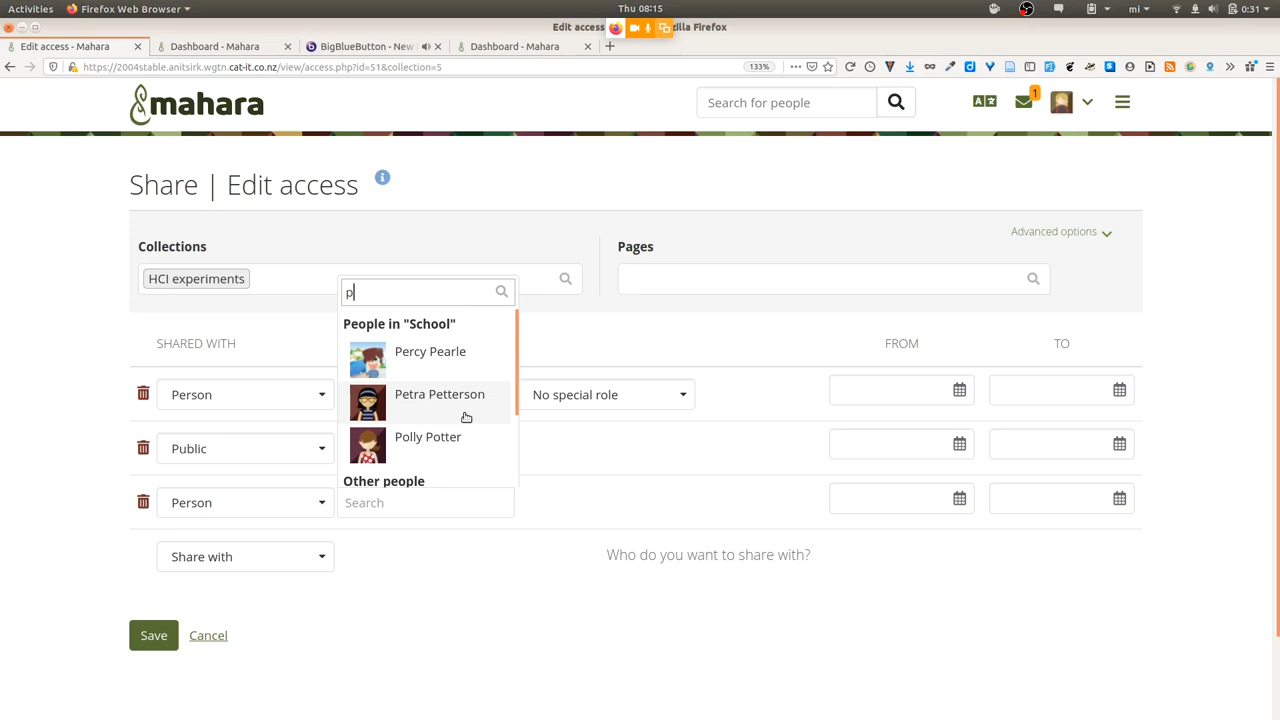 Activities
Firefox Web Browser
Thu 08:15
mi
0:31
Edit access
zilla Firefox
Edit access - Mahara
Dashboard - Mahara
BigBlueButton - New
Dashboard - Mahara
https://2004stable.anitsirk.wgtn.cat-it.co.nz/view/access.php?id=51&collection=5
133%
mahara
Search for people
1
Share | Edit access
Advanced options
Collections
Pages
HCI experiments
p
People in "School"
Percy Pearle
Petra Petterson
Polly Potter
Other people
SHARED WITH
FROM
TO
Person
No special role
Public
Person
Search
Share with
Who do you want to share with?
Save
Cancel